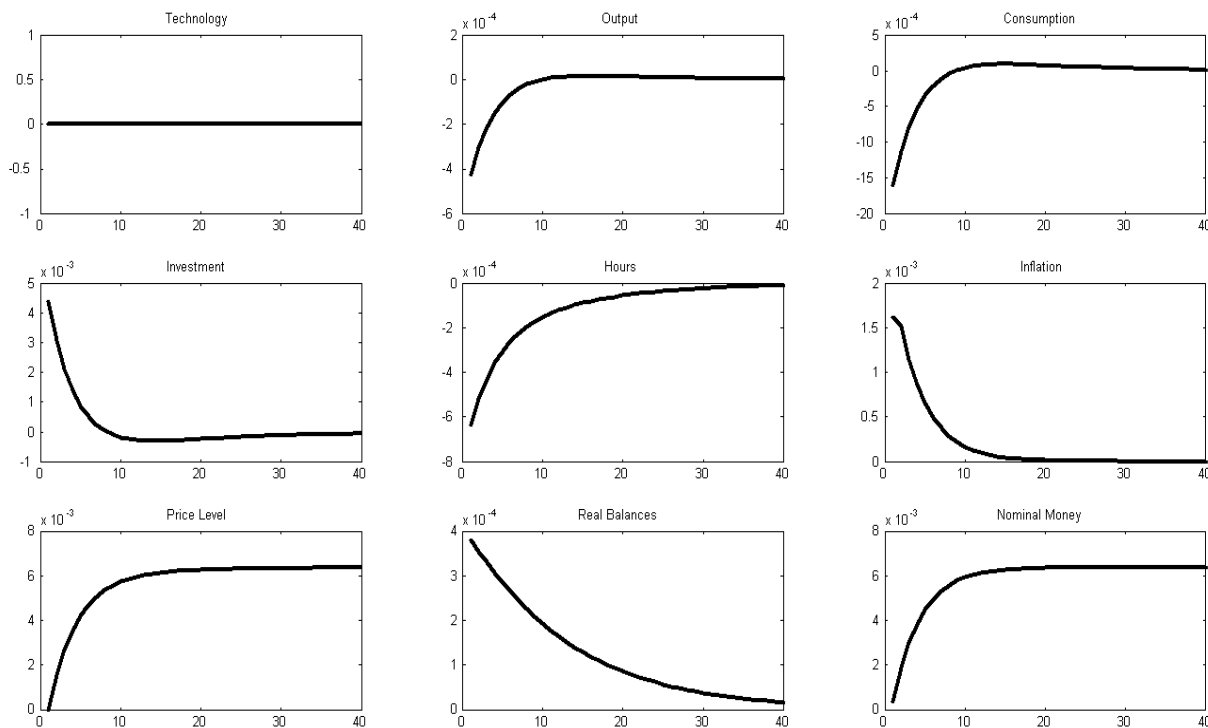 Technology
1
0.5
0
-0.5
-1
0 10 20 30 40
Output
x 10⁻⁴
2
0
-2
-4
-6
0 10 20 30 40
Consumption
x 10⁻⁴
5
0
-5
-10
-15
-20
0 10 20 30 40
Investment
x 10⁻³
5
4
3
2
1
0
-1
0 10 20 30 40
Hours
x 10⁻⁴
0
-2
-4
-6
-8
0 10 20 30 40
Inflation
x 10⁻³
2
1.5
1
0.5
0
0 10 20 30 40
Price Level
x 10⁻³
8
6
4
2
0
0 10 20 30 40
Real Balances
x 10⁻⁴
4
3
2
1
0
0 10 20 30 40
Nominal Money
x 10⁻³
8
6
4
2
0
0 10 20 30 40